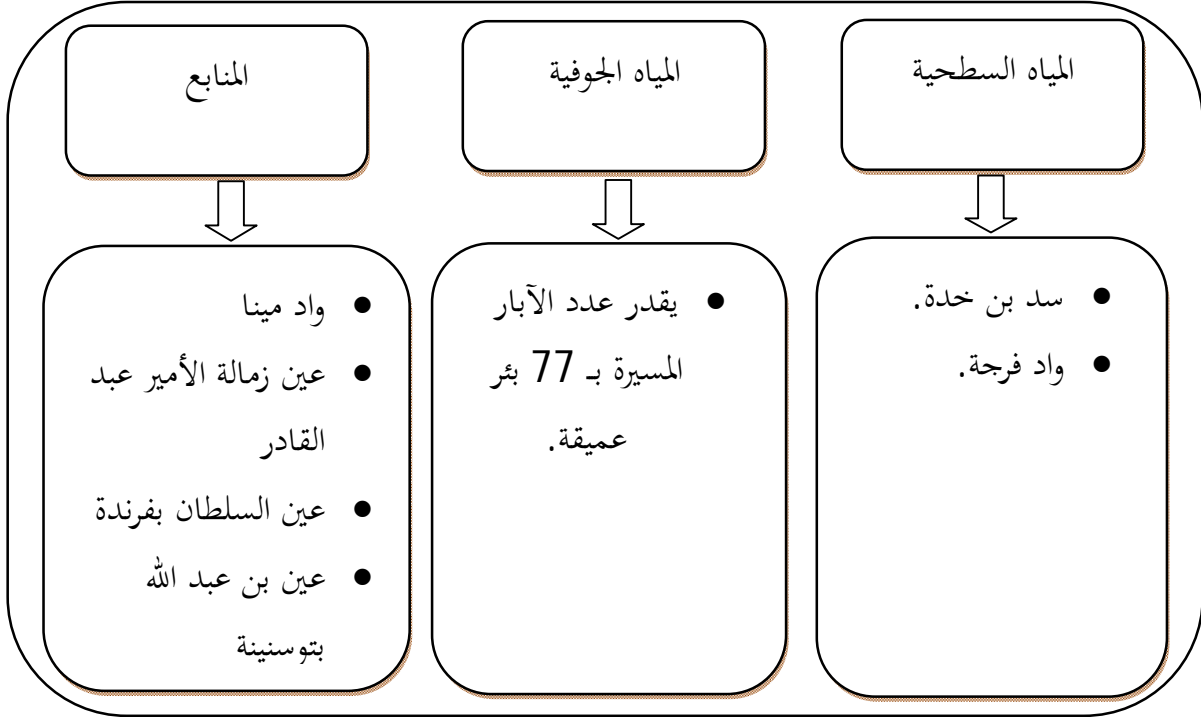 المياه السطحية
المياه الجوفية
المنابع
● سد بن خدة.
● واد فرجة.
● يقدر عدد الآبار
المسيرة بـ 77 بئر
عميقة.
● واد مينا
● عين زمالة الأمير عبد
القادر
● عين السلطان بفرندة
● عين بن عبد الله
بتوسنينة